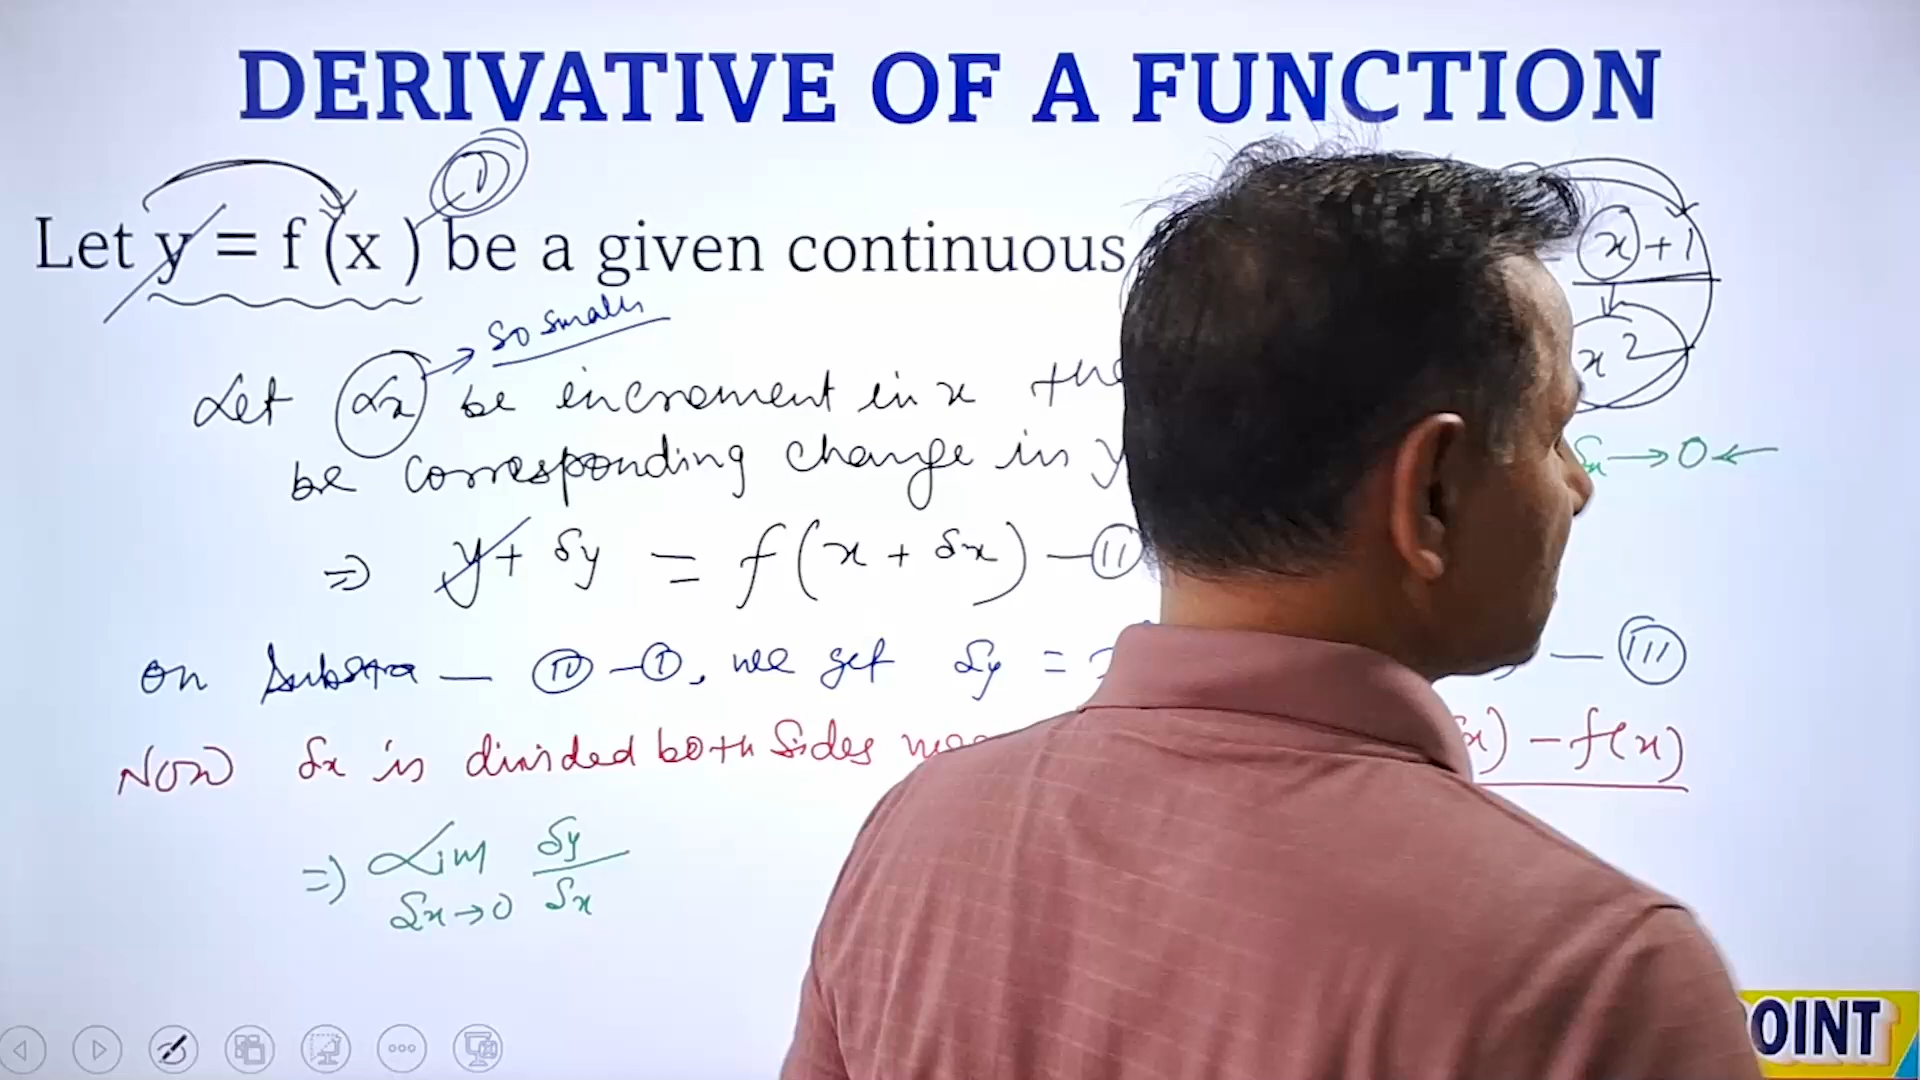 DERIVATIVE OF A FUNCTION
Let y = f (x) be a given continuous
I
x + 1
x²
so small
Let δx be increment in x the
be corresponding change in y
δx → 0
⇒ y + δy = f(x + δx) — II
on Substra — II - I, we get δy =
— III
Now δx is divided both Sides
x) - f(x)
⇒ Lim δy/δx
δx→0
OINT